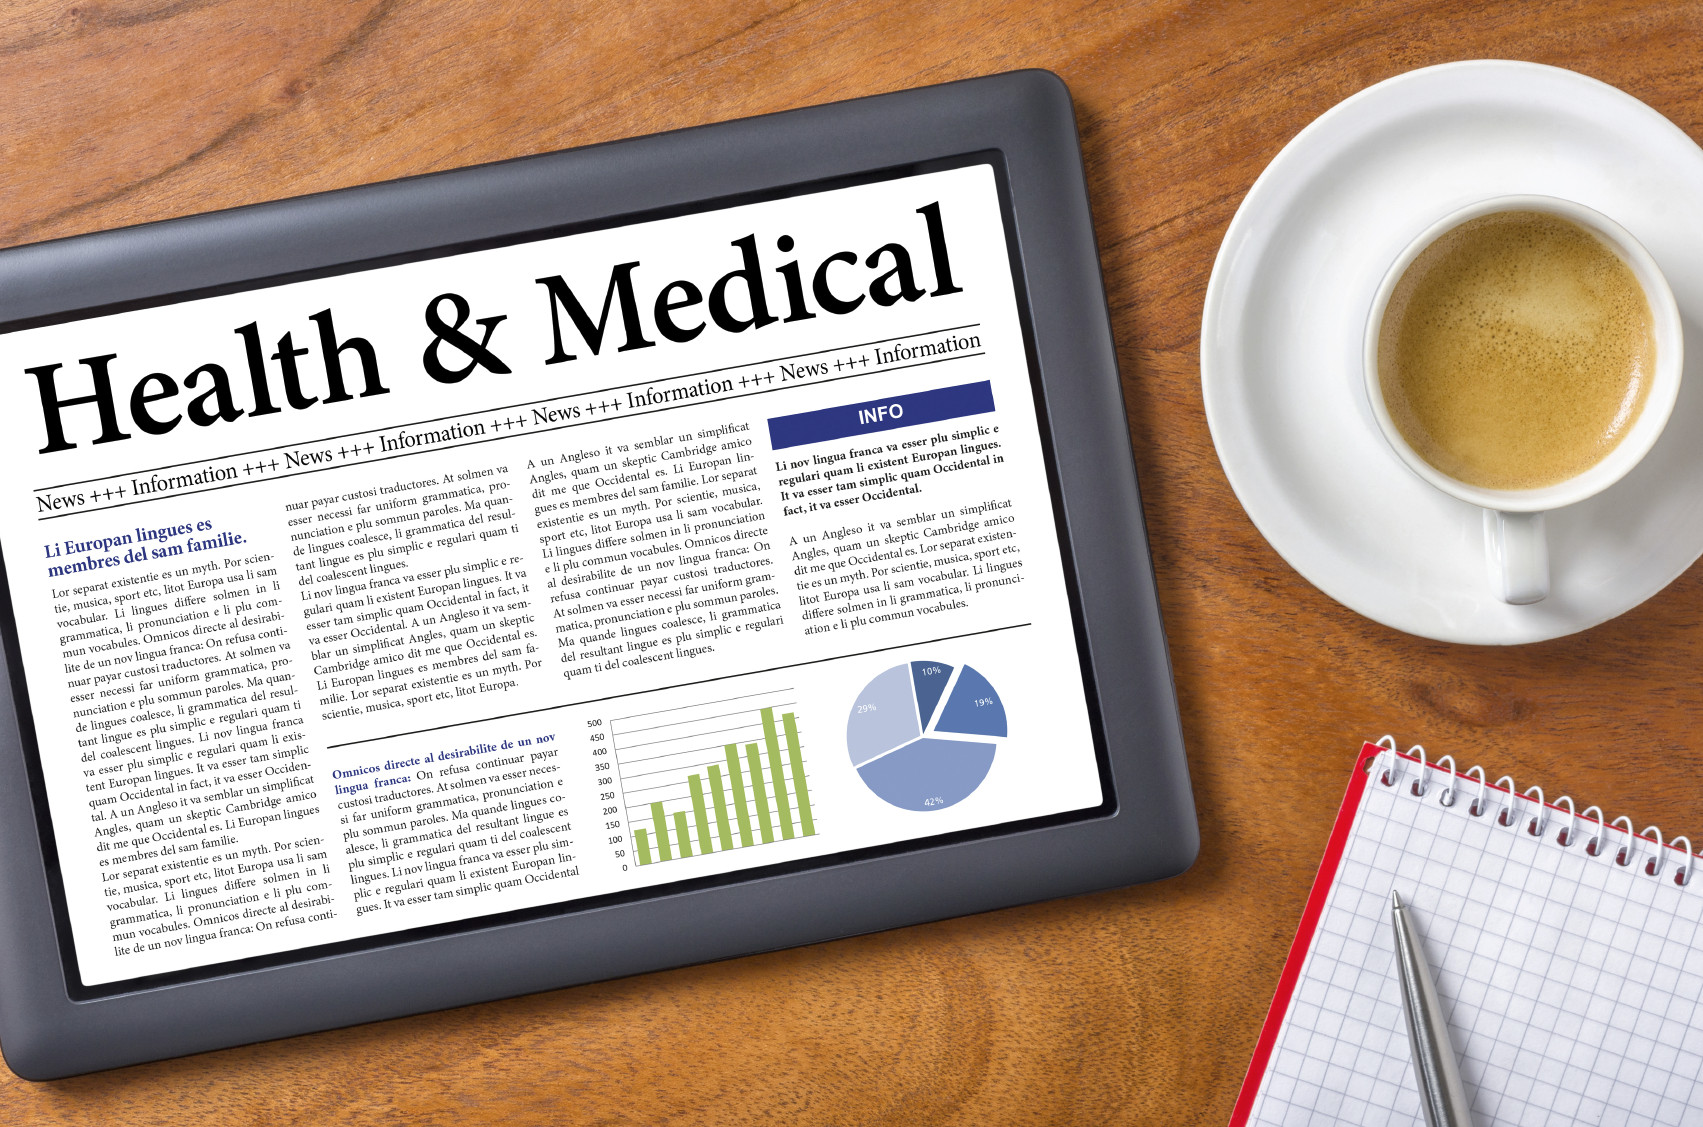 Health & Medical
News +++ Information +++ News +++ Information +++ News +++ Information +++ News +++ Information
Li Europan lingues es
membres del sam familie.
Lor separat existentie es un myth. Por scien-
tie, musica, sport etc, litot Europa usa li sam
vocabular. Li lingues differe solmen in li
grammatica, li pronunciation e li plu com-
mun vocabules. Omnicos directe al desirabi-
lite de un nov lingua franca: On refusa conti-
nuar payar custosi traductores. At solmen va
esser necessi far uniform grammatica, pro-
nunciation e plu sommun paroles. Ma quan-
de lingues coalesce, li grammatica del resul-
tant lingue es plu simplic e regulari quam ti
del coalescent lingues. Li nov lingua franca
va esser plu simplic e regulari quam li exis-
tent Europan lingues. It va esser tam simplic
quam Occidental in fact, it va esser Occiden-
tal. A un Angleso it va semblar un simplificat
Angles, quam un skeptic Cambridge amico
dit me que Occidental es. Li Europan lingues
es membres del sam familie.
Lor separat existentie es un myth. Por scien-
tie, musica, sport etc, litot Europa usa li sam
vocabular. Li lingues differe solmen in li
grammatica, li pronunciation e li plu com-
mun vocabules. Omnicos directe al desirabi-
lite de un nov lingua franca: On refusa conti-
nuar payar custosi traductores. At solmen va
esser necessi far uniform grammatica, pro-
nunciation e plu sommun paroles. Ma quan-
de lingues coalesce, li grammatica del resul-
tant lingue es plu simplic e regulari quam ti
del coalescent lingues.
Li nov lingua franca va esser plu simplic e re-
gulari quam li existent Europan lingues. It va
esser tam simplic quam Occidental in fact, it
va esser Occidental. A un Angleso it va sem-
blar un simplificat Angles, quam un skeptic
Cambridge amico dit me que Occidental es.
Li Europan lingues es membres del sam fa-
milie. Lor separat existentie es un myth. Por
scientie, musica, sport etc, litot Europa.
A un Angleso it va semblar un simplificat
Angles, quam un skeptic Cambridge amico
dit me que Occidental es. Li Europan lin-
gues es membres del sam familie. Lor separat
existentie es un myth. Por scientie, musica,
sport etc, litot Europa usa li sam vocabular.
Li lingues differe solmen in li pronunciation
e li plu commun vocabules. Omnicos directe
al desirabilite de un nov lingua franca: On
refusa continuar payar custosi traductores.
At solmen va esser necessi far uniform gram-
matica, pronunciation e plu sommun paroles.
Ma quande lingues coalesce, li grammatica
del resultant lingue es plu simplic e regulari
quam ti del coalescent lingues.
INFO
Li nov lingua franca va esser plu simplic e
regulari quam li existent Europan lingues.
It va esser tam simplic quam Occidental in
fact, it va esser Occidental.
A un Angleso it va semblar un simplificat
Angles, quam un skeptic Cambridge amico
dit me que Occidental es. Lor separat existen-
tie es un myth. Por scientie, musica, sport etc,
litot Europa usa li sam vocabular. Li lingues
differe solmen in li grammatica, li pronunci-
ation e li plu commun vocabules.
Omnicos directe al desirabilite de un nov
lingua franca: On refusa continuar payar
custosi traductores. At solmen va esser neces-
si far uniform grammatica, pronunciation e
plu sommun paroles. Ma quande lingues co-
alesce, li grammatica del resultant lingue es
plu simplic e regulari quam ti del coalescent
lingues. Li nov lingua franca va esser plu sim-
plic e regulari quam li existent Europan lin-
gues. It va esser tam simplic quam Occidental
500
450
400
350
300
250
200
150
100
50
0
10%
19%
29%
42%